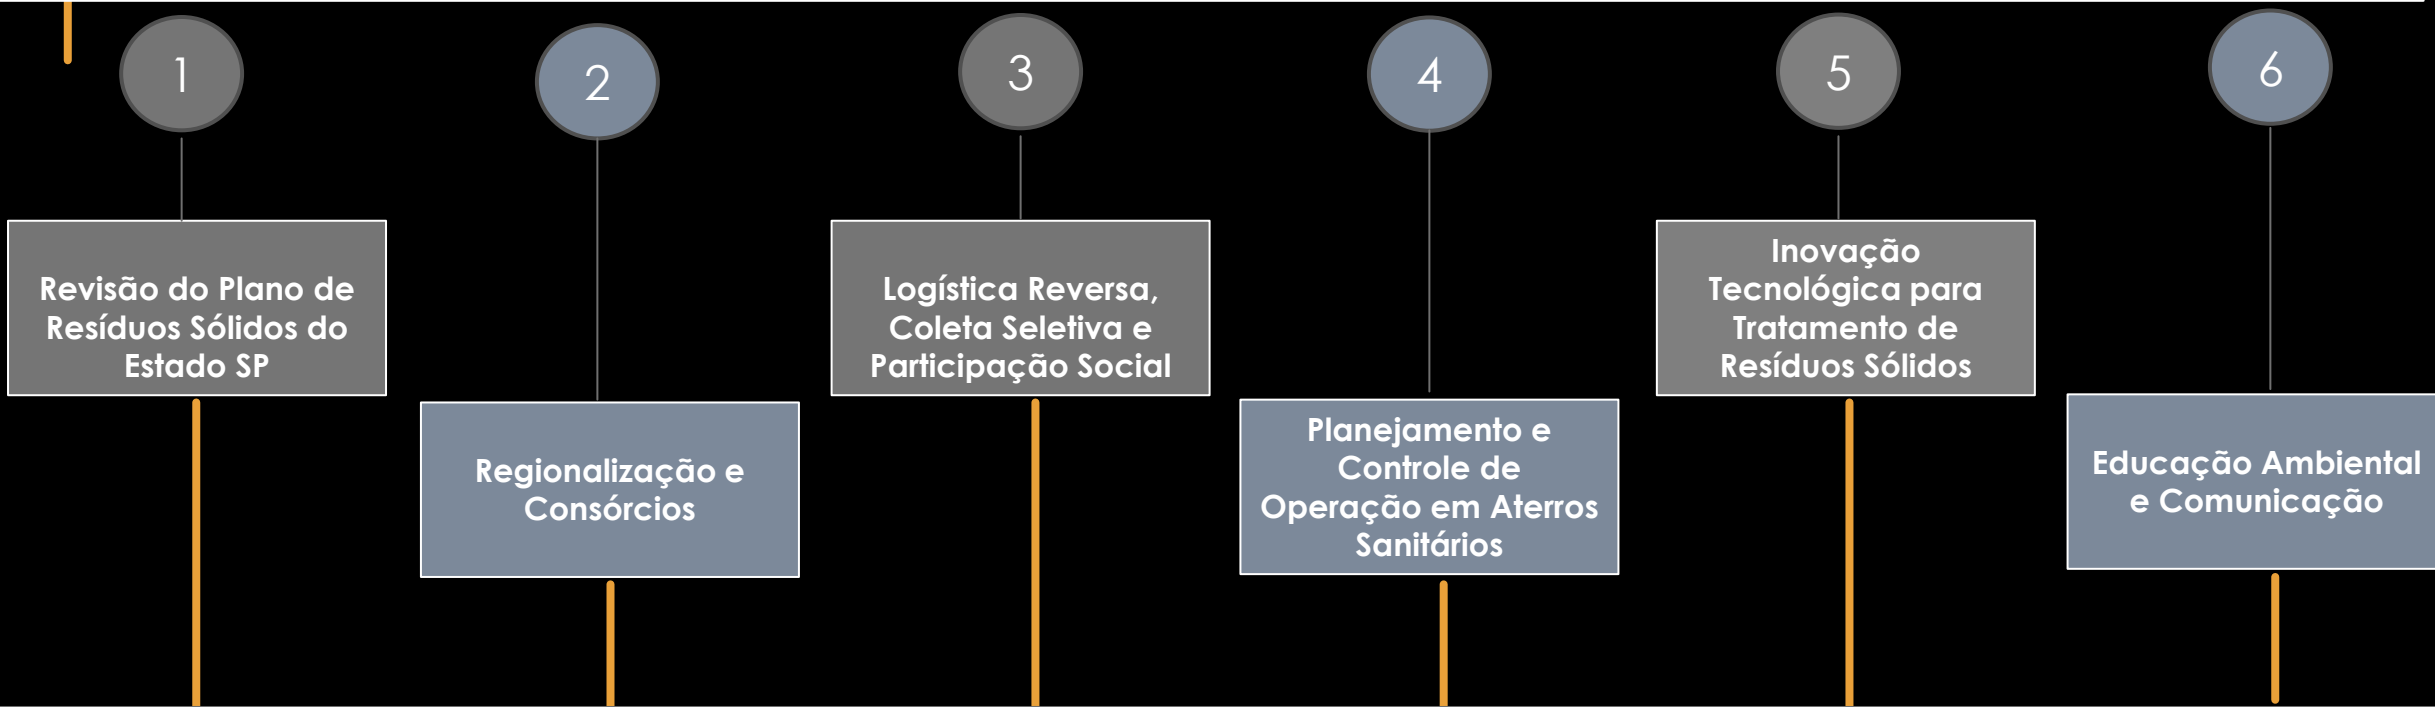 1
2
3
4
5
6
Revisão do Plano de
Resíduos Sólidos do
Estado SP
Regionalização e
Consórcios
Logística Reversa,
Coleta Seletiva e
Participação Social
Planejamento e
Controle de
Operação em Aterros
Sanitários
Inovação
Tecnológica para
Tratamento de
Resíduos Sólidos
Educação Ambiental
e Comunicação